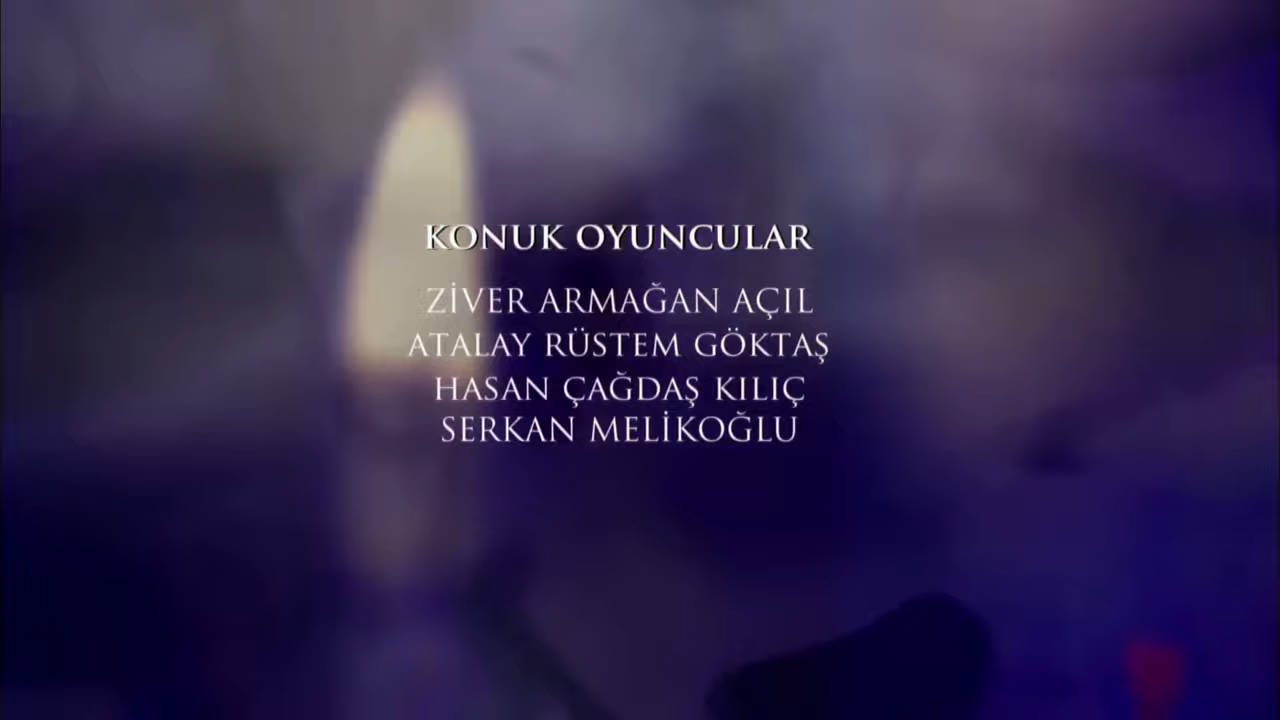 KONUK OYUNCULAR
ZİVER ARMAĞAN AÇIL
ATALAY RÜSTEM GÖKTAŞ
HASAN ÇAĞDAŞ KILIÇ
SERKAN MELİKOĞLU